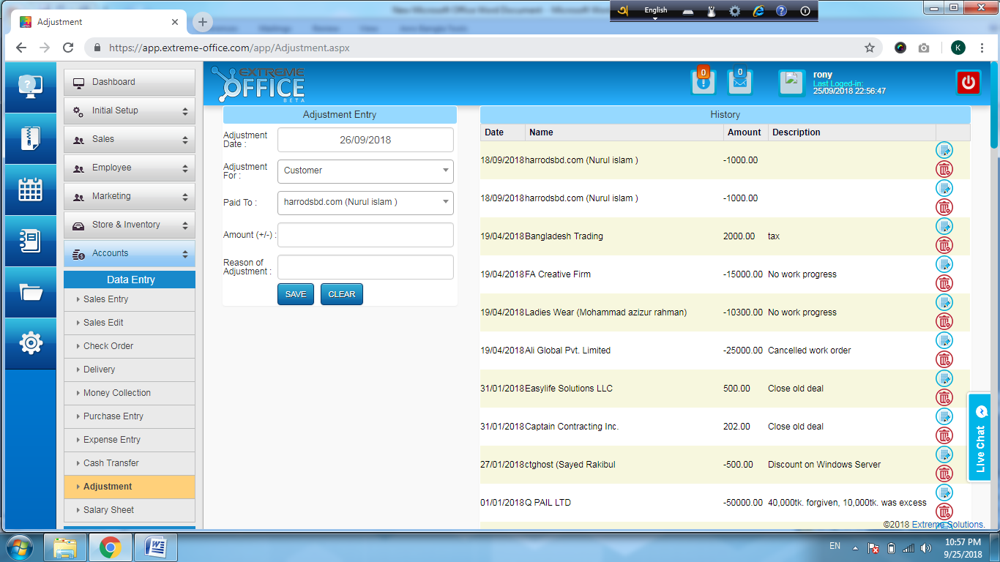 New Microsoft Office Word Document - Microsoft Word
English
Adjustment
https://app.extreme-office.com/app/Adjustment.aspx
K
EXTREME
OFFICE
BETA
0
0
rony
Last Loged-in:
25/09/2018 22:56:47
Dashboard
Initial Setup
Sales
Employee
Marketing
Store & Inventory
Accounts
Data Entry
Sales Entry
Sales Edit
Check Order
Delivery
Money Collection
Purchase Entry
Expense Entry
Cash Transfer
Adjustment
Salary Sheet
Adjustment Entry
Adjustment Date : 26/09/2018
Adjustment For : Customer
Paid To : harrodsbd.com (Nurul islam )
Amount (+/-) :
Reason of Adjustment :
SAVE CLEAR
History
Date Name Amount Description
18/09/2018 harrodsbd.com (Nurul islam ) -1000.00
18/09/2018 harrodsbd.com (Nurul islam ) -1000.00
19/04/2018 Bangladesh Trading 2000.00 tax
19/04/2018 FA Creative Firm -15000.00 No work progress
19/04/2018 Ladies Wear (Mohammad azizur rahman) -10300.00 No work progress
19/04/2018 Ali Global Pvt. Limited -25000.00 Cancelled work order
31/01/2018 Easylife Solutions LLC 500.00 Close old deal
31/01/2018 Captain Contracting Inc. 202.00 Close old deal
27/01/2018 ctghost (Sayed Rakibul -500.00 Discount on Windows Server
01/01/2018 Q PAIL LTD -50000.00 40,000tk. forgiven, 10,000tk. was excess
Live Chat
©2018 Extreme Solutions.
EN
10:57 PM
9/25/2018